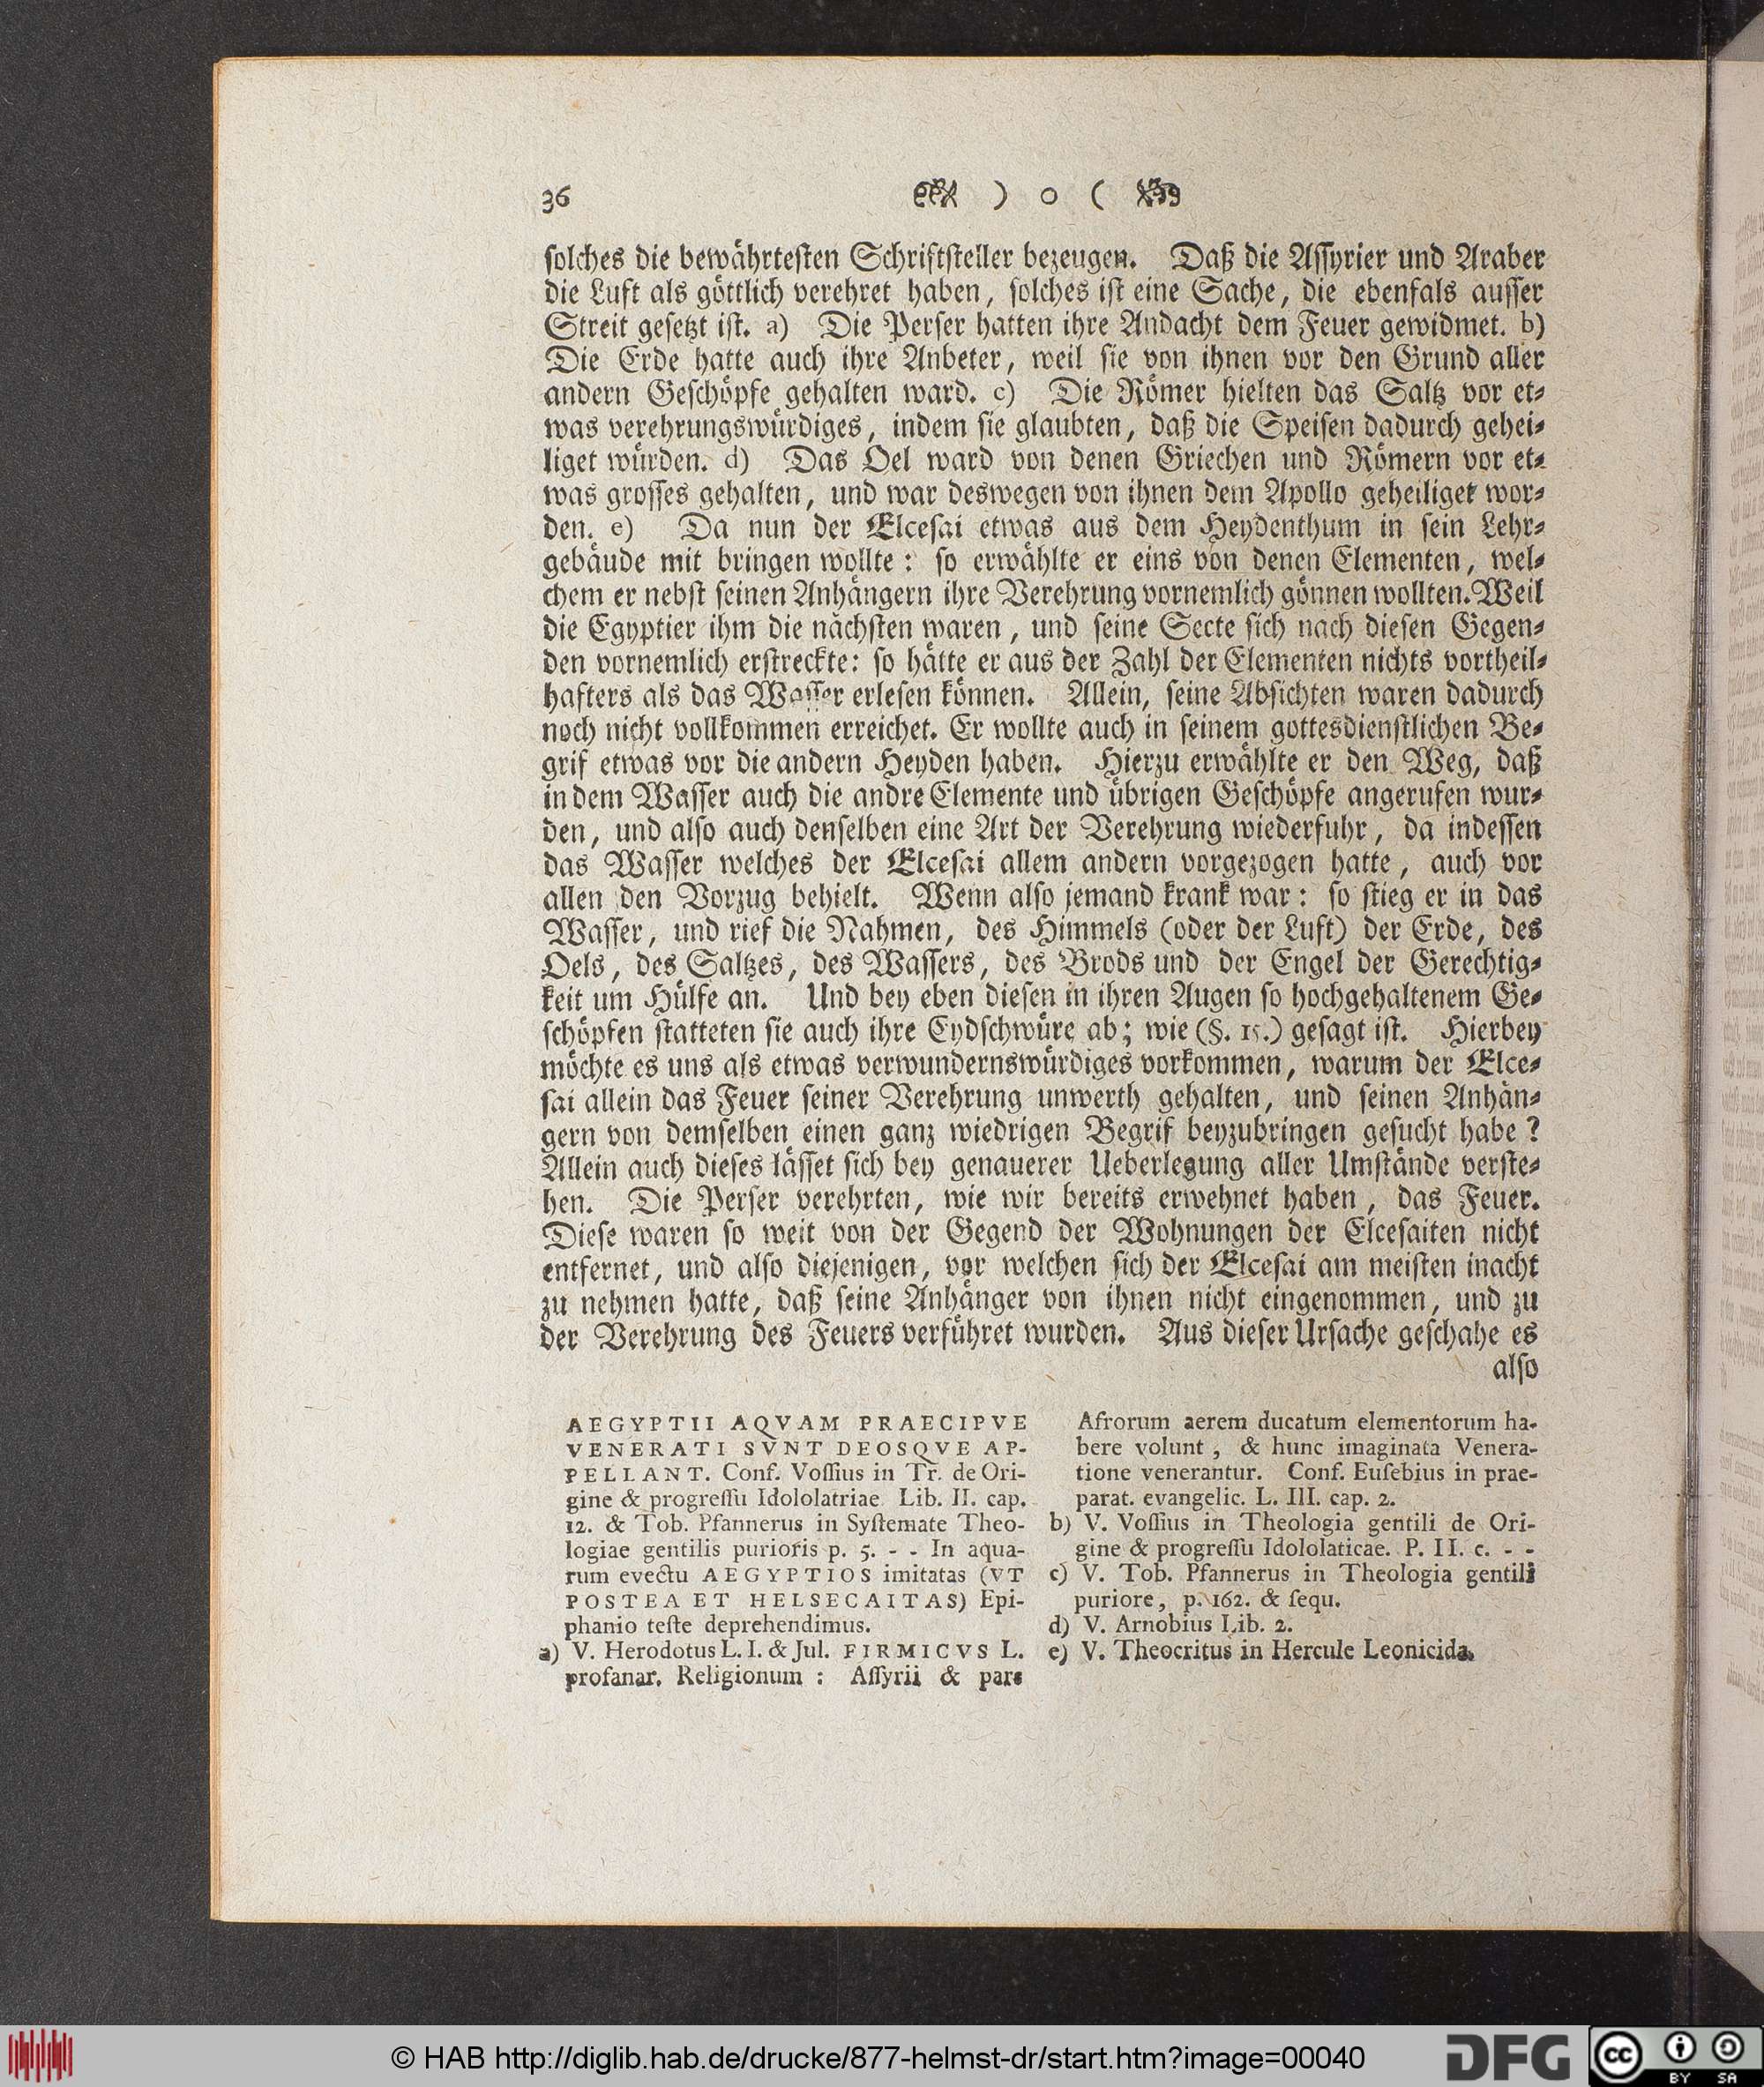 36 ) o (
solches die bewährtesten Schriftsteller bezeugen. Daß die Assyrier und Araber
die Luft als göttlich verehret haben, solches ist eine Sache, die ebenfals ausser
Streit gesetzt ist. a) Die Perser hatten ihre Andacht dem Feuer gewidmet. b)
Die Erde hatte auch ihre Anbeter, weil sie von ihnen vor den Grund aller
andern Geschöpfe gehalten ward. c) Die Römer hielten das Saltz vor et-
was verehrungswürdiges, indem sie glaubten, daß die Speisen dadurch gehei-
liget würden. d) Das Oel ward von denen Griechen und Römern vor et-
was grosses gehalten, und war deswegen von ihnen dem Apollo geheiliget wor-
den. e) Da nun der Elcesai etwas aus dem Heydenthum in sein Lehr-
gebäude mit bringen wollte: so erwählte er eins von denen Elementen, wel-
chem er nebst seinen Anhängern ihre Verehrung vornemlich gönnen wollten. Weil
die Egyptier ihm die nächsten waren, und seine Secte sich nach diesen Gegen-
den vornemlich erstreckte: so hätte er aus der Zahl der Elementen nichts vortheil-
hafters als das Wasser erlesen können. Allein, seine Absichten waren dadurch
noch nicht vollkommen erreichet. Er wollte auch in seinem gottesdienstlichen Be-
grif etwas vor die andern Heyden haben. Hierzu erwählte er den Weg, daß
in dem Wasser auch die andre Elemente und übrigen Geschöpfe angerufen wur-
den, und also auch denselben eine Art der Verehrung wiederfuhr, da indessen
das Wasser welches der Elcesai allem andern vorgezogen hatte, auch vor
allen den Vorzug behielt. Wenn also jemand krank war: so stieg er in das
Wasser, und rief die Nahmen, des Himmels (oder der Luft) der Erde, des
Oels, des Saltzes, des Wassers, des Brods und der Engel der Gerechtig-
keit um Hülfe an. Und bey eben diesen in ihren Augen so hochgehaltenem Ge-
schöpfen statteten sie auch ihre Eydschwüre ab; wie (§. 15.) gesagt ist. Hierbey
möchte es uns als etwas verwundernswürdiges vorkommen, warum der Elce-
sai allein das Feuer seiner Verehrung unwerth gehalten, und seinen Anhän-
gern von demselben einen ganz wiedrigen Begrif beyzubringen gesucht habe?
Allein auch dieses lässet sich bey genauerer Ueberlegung aller Umstände verste-
hen. Die Perser verehrten, wie wir bereits erwehnet haben, das Feuer.
Diese waren so weit von der Gegend der Wohnungen der Elcesaiten nicht
entfernet, und also diejenigen, vor welchen sich der Elcesai am meisten inacht
zu nehmen hatte, daß seine Anhänger von ihnen nicht eingenommen, und zu
der Verehrung des Feuers verführet wurden. Aus dieser Ursache geschahe es
also
AEGYPTII AQVAM PRAECIPVE
VENERATI SVNT DEOSQVE AP-
PELLANT. Conf. Vossius in Tr. de Ori-
gine & progressu Idololatriae Lib. II. cap.
12. & Tob. Pfannerus in Systemate Theo-
logiae gentilis purioris p. 5. - - In aqua-
rum evectu AEGYPTIOS imitatas (VT
POSTEA ET HELSECAITAS) Epi-
phanio teste deprehendimus.
a) V. Herodotus L. I. & Jul. FIRMICVS L.
profanar. Religionum : Assyrii & pars
Afrorum aerem ducatum elementorum ha-
bere volunt, & hunc imaginata Venera-
tione venerantur. Conf. Eusebius in prae-
parat. evangelic. L. III. cap. 2.
b) V. Vossius in Theologia gentili de Ori-
gine & progressu Idololaticae. P. II. c. - -
c) V. Tob. Pfannerus in Theologia gentili
puriore, p. 162. & sequ.
d) V. Arnobius Lib. 2.
e) V. Theocritus in Hercule Leonicida.
© HAB http://diglib.hab.de/drucke/877-helmst-dr/start.htm?image=00040
DFG
cc BY SA